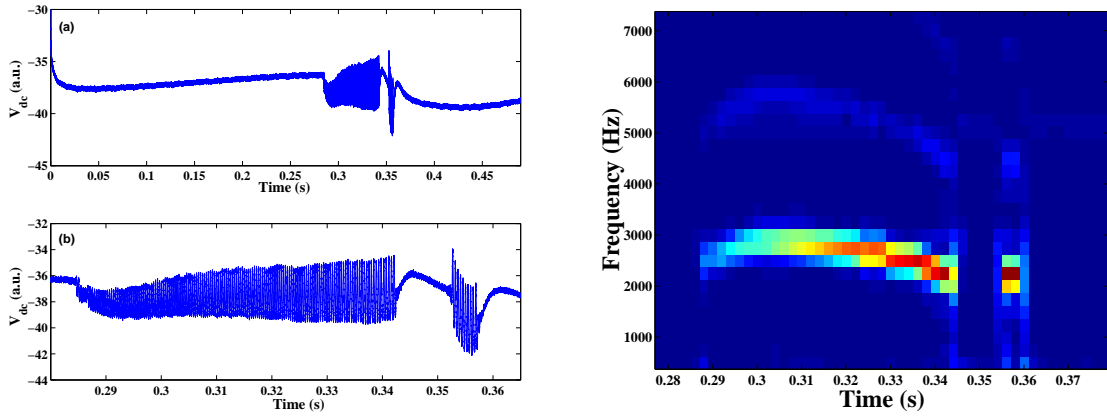 (a)
V_dc (a.u.)
−30
−35
−40
−45
0 0.05 0.1 0.15 0.2 0.25 0.3 0.35 0.4 0.45
Time (s)
(b)
V_dc (a.u.)
−32
−34
−36
−38
−40
−42
−44
0.29 0.3 0.31 0.32 0.33 0.34 0.35 0.36
Time (s)
Frequency (Hz)
7000
6000
5000
4000
3000
2000
1000
0.28 0.29 0.3 0.31 0.32 0.33 0.34 0.35 0.36 0.37
Time (s)